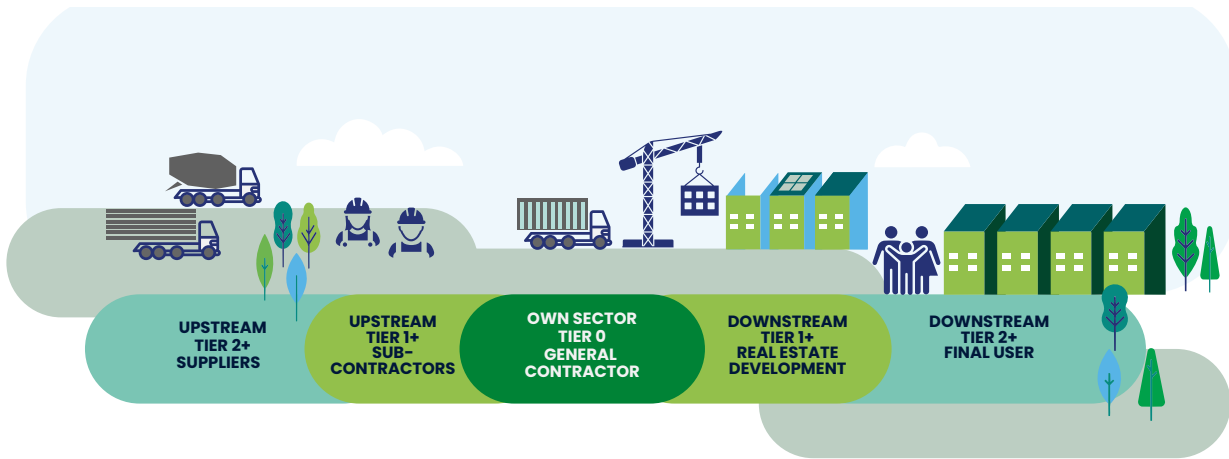 UPSTREAM
TIER 2+
SUPPLIERS
UPSTREAM
TIER 1+
SUB-
CONTRACTORS
OWN SECTOR
TIER 0
GENERAL
CONTRACTOR
DOWNSTREAM
TIER 1+
REAL ESTATE
DEVELOPMENT
DOWNSTREAM
TIER 2+
FINAL USER